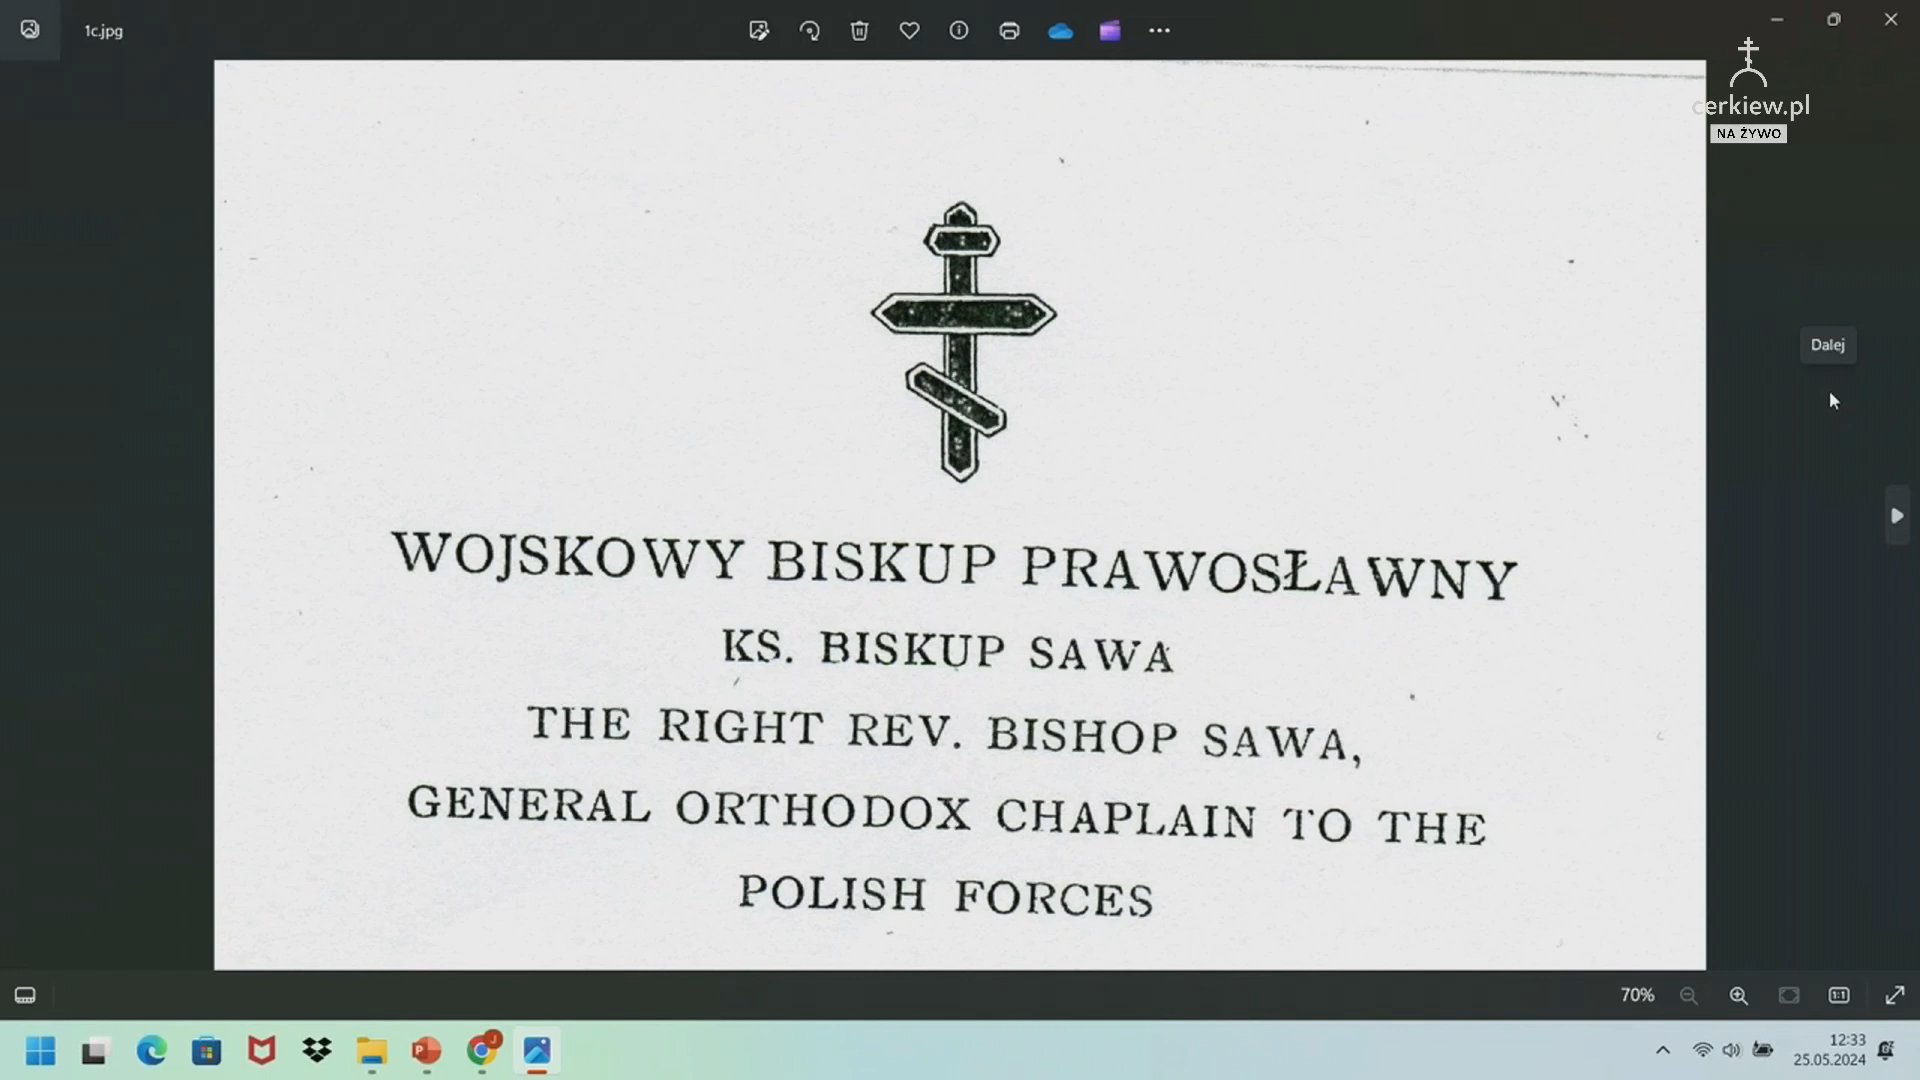 1c.jpg
cerkiew.pl
NA ŻYWO
Dalej
WOJSKOWY BISKUP PRAWOSŁAWNY
KS. BISKUP SAWA
THE RIGHT REV. BISHOP SAWA,
GENERAL ORTHODOX CHAPLAIN TO THE
POLISH FORCES
70%
12:33
25.05.2024